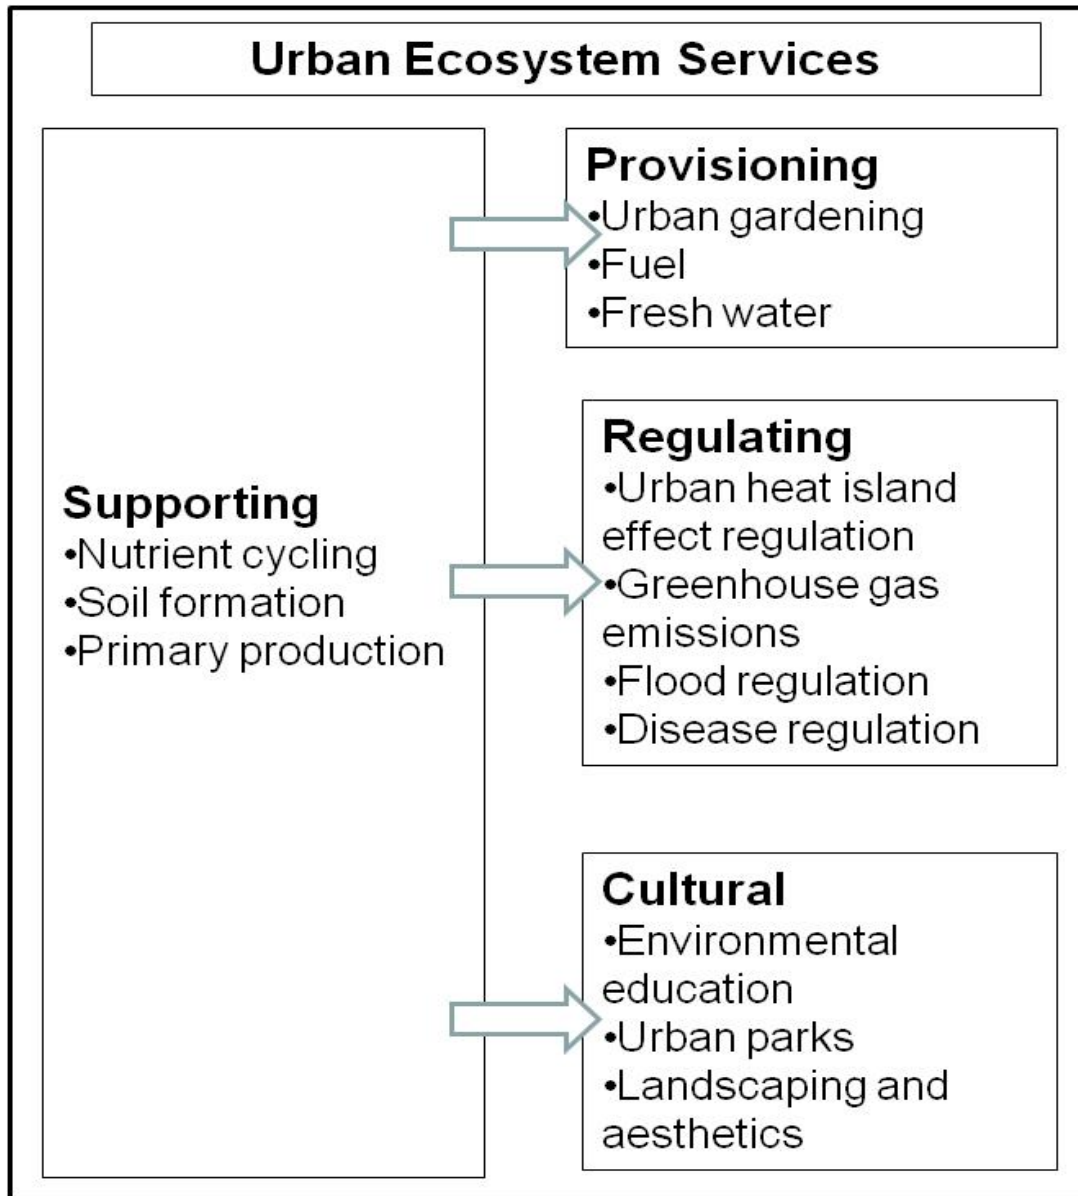 Urban Ecosystem Services
Supporting
•Nutrient cycling
•Soil formation
•Primary production
Provisioning
•Urban gardening
•Fuel
•Fresh water
Regulating
•Urban heat island
effect regulation
•Greenhouse gas
emissions
•Flood regulation
•Disease regulation
Cultural
•Environmental
education
•Urban parks
•Landscaping and
aesthetics